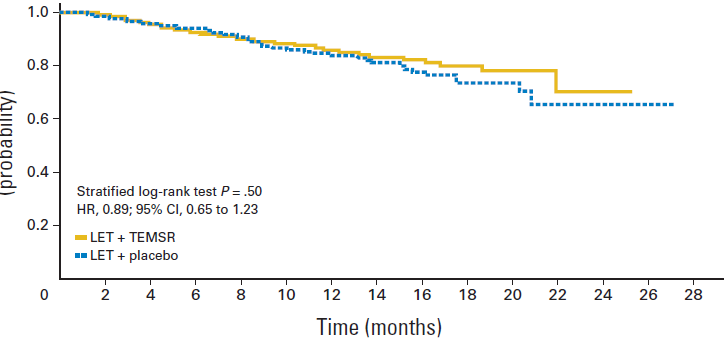 1.0
0.8
0.6
0.4
0.2
(probability)
Stratified log-rank test P = .50
HR, 0.89; 95% CI, 0.65 to 1.23
LET + TEMSR
LET + placebo
0 2 4 6 8 10 12 14 16 18 20 22 24 26 28
Time (months)